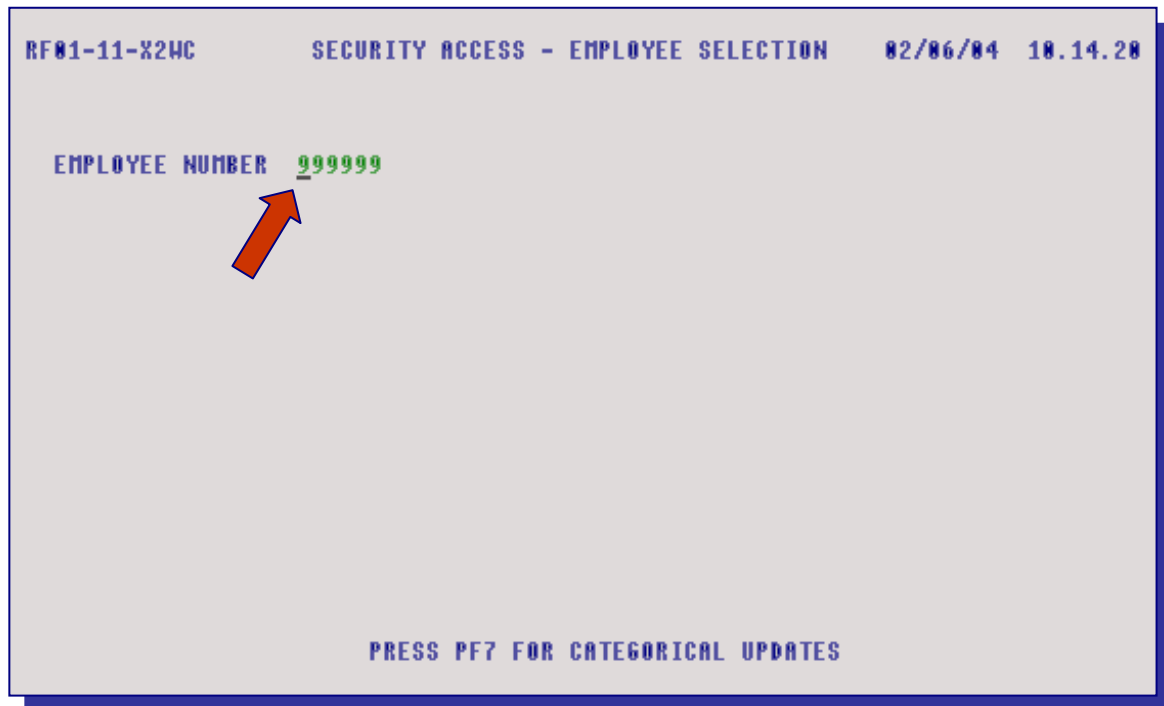 RF01-11-X2WC SECURITY ACCESS - EMPLOYEE SELECTION 02/06/04 10.14.20
EMPLOYEE NUMBER 999999
PRESS PF7 FOR CATEGORICAL UPDATES